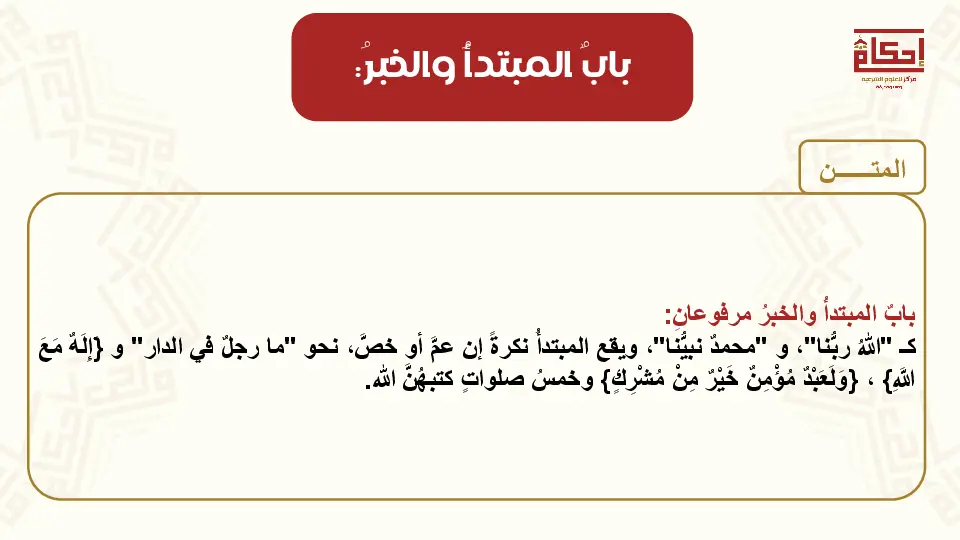 بابٌ المبتدأُ والخبرُ:
إحكام
مركز للعلوم الشرعية
المتـــــن
بابٌ المبتدأُ والخبرُ مرفوعانِ:
كـ "اللهُ ربُّنا"، و "محمدٌ نبيُّنا"، ويقع المبتدأُ نكرةً إن عمَّ أو خصَّ، نحو "ما رجلٌ في الدار" و {إِلَهٌ مَعَ
اللَّهِ} ، {وَلَعَبْدٌ مُؤْمِنٌ خَيْرٌ مِنْ مُشْرِكٍ} وخمسُ صلواتٍ كتبهُنَّ الله.